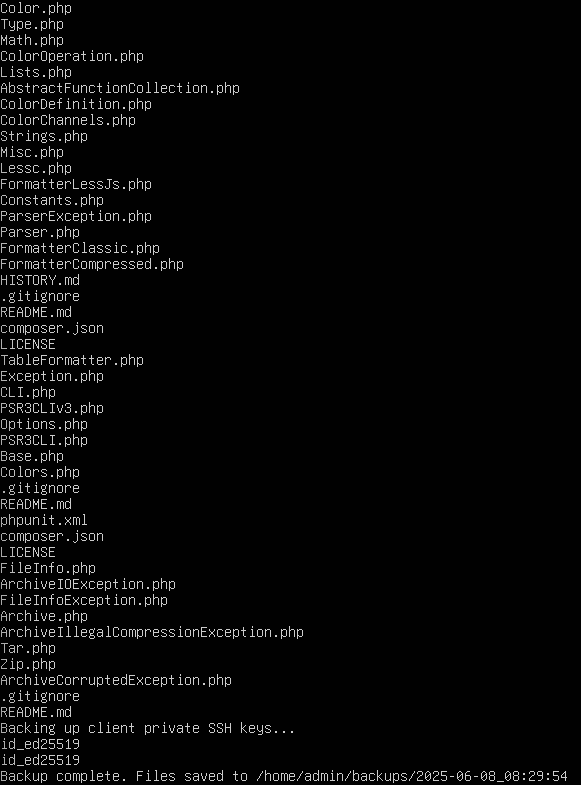 Color.php
Type.php
Math.php
ColorOperation.php
Lists.php
AbstractFunctionCollection.php
ColorDefinition.php
ColorChannels.php
Strings.php
Misc.php
Lessc.php
FormatterLessJs.php
Constants.php
ParserException.php
Parser.php
FormatterClassic.php
FormatterCompressed.php
HISTORY.md
.gitignore
README.md
composer.json
LICENSE
TableFormatter.php
Exception.php
CLI.php
PSR3CLIv3.php
Options.php
PSR3CLI.php
Base.php
Colors.php
.gitignore
README.md
phpunit.xml
composer.json
LICENSE
FileInfo.php
ArchiveIOException.php
FileInfoException.php
Archive.php
ArchiveIllegalCompressionException.php
Tar.php
Zip.php
ArchiveCorruptedException.php
.gitignore
README.md
Backing up client private SSH keys...
id_ed25519
id_ed25519
Backup complete. Files saved to /home/admin/backups/2025-06-08_08:29:54